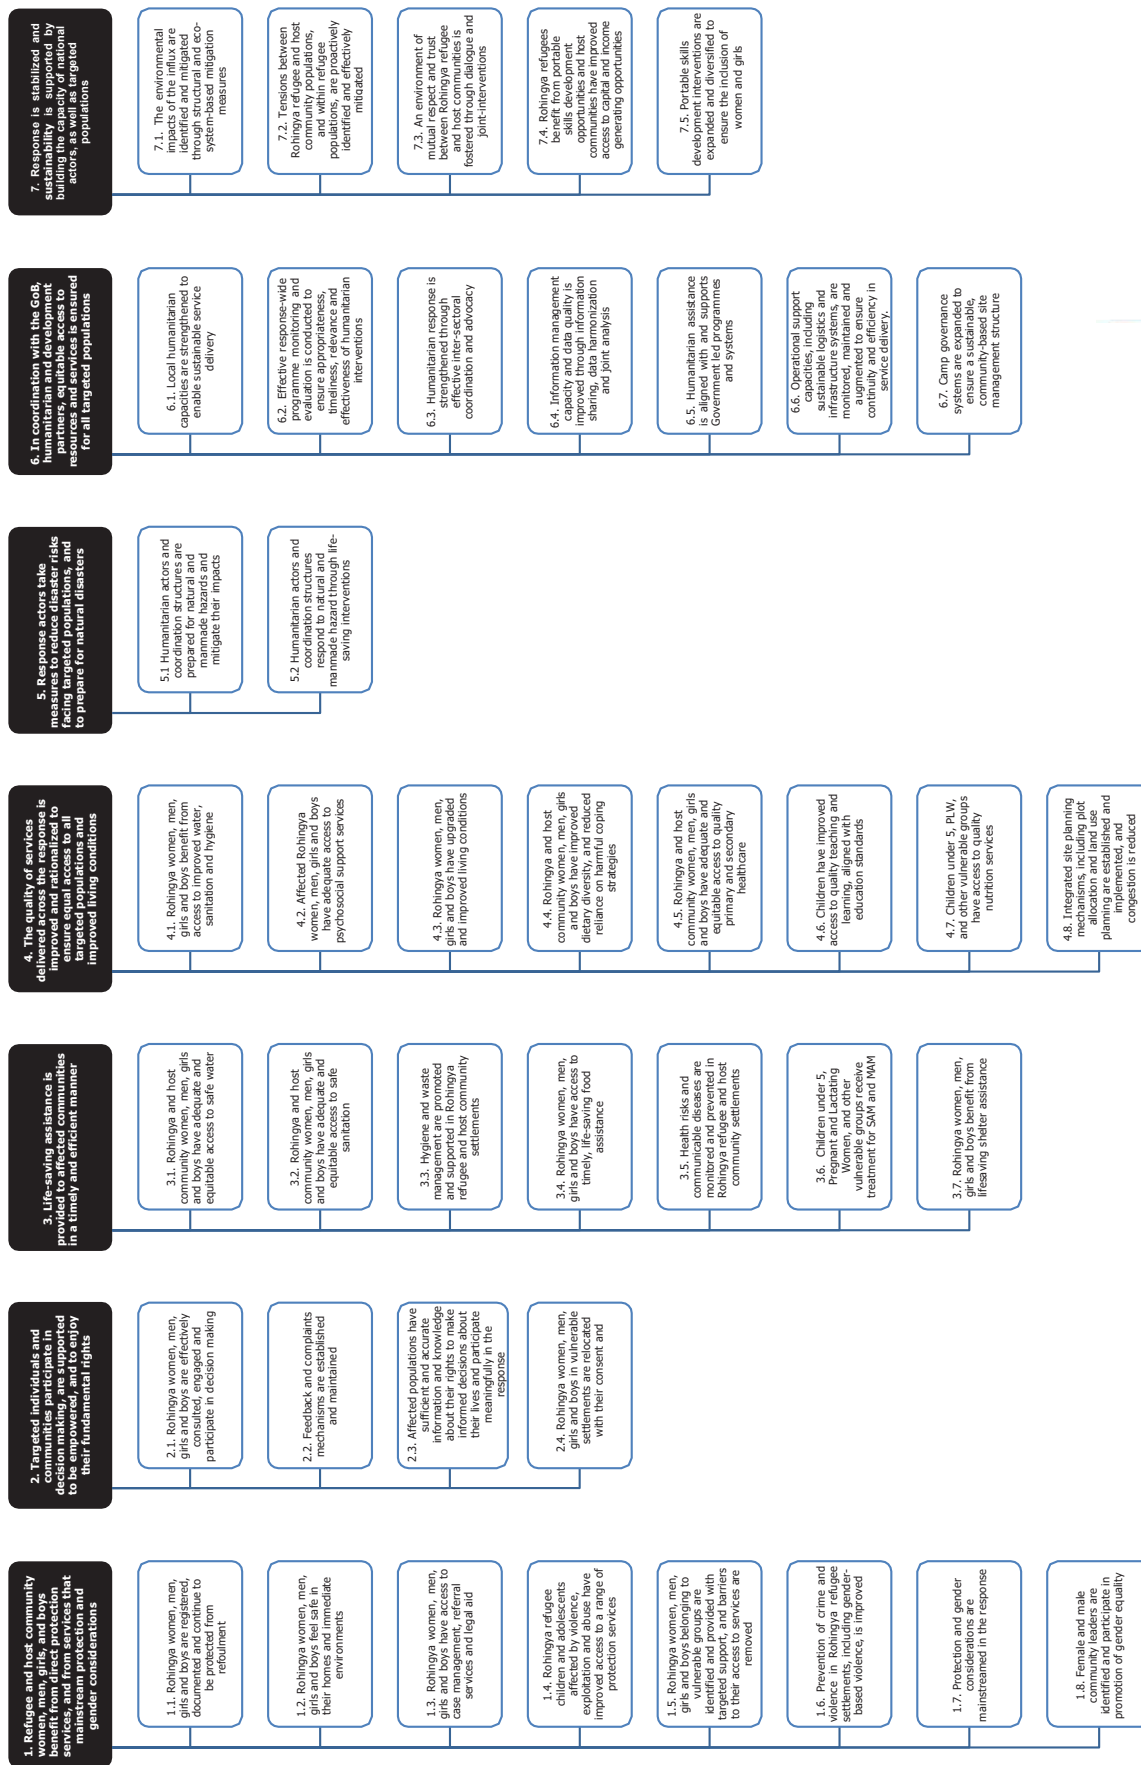 1. Refugee and host community
women, men, girls, and boys
benefit from direct protection
services, and from services that
mainstream protection and
gender considerations
1.1. Rohingya women, men,
girls and boys are registered,
documented and continue to
be protected from
refoulment
1.2. Rohingya women, men,
girls and boys feel safe in
their homes and immediate
environments
1.3. Rohingya women, men,
girls and boys have access to
case management, referral
services and legal aid
1.4. Rohingya refugee
children and adolescents
affected by violence,
exploitation and abuse have
improved access to a range of
protection services
1.5. Rohingya women, men,
girls and boys belonging to
vulnerable groups are
identified and provided with
targeted support, and barriers
to their access to services are
removed
1.6. Prevention of crime and
violence in Rohingya refugee
settlements, including gender-
based violence, is improved
1.7. Protection and gender
considerations are
mainstreamed in the response
1.8. Female and male
community leaders are
identified and participate in
promotion of gender equality
2. Targeted individuals and
communities participate in
decision making, are supported
to be empowered, and to enjoy
their fundamental rights
2.1. Rohingya women, men,
girls and boys are effectively
consulted, engaged and
participate in decision making
2.2. Feedback and complaints
mechanisms are established
and maintained
2.3. Affected populations have
sufficient and accurate
information and knowledge
about their rights to make
informed decisions about
their lives and participate
meaningfully in the
response
2.4. Rohingya women, men,
girls and boys in vulnerable
settlements are relocated
with their consent and
3. Life-saving assistance is
provided to affected communities
in a timely and efficient manner
3.1. Rohingya and host
community women, men, girls
and boys have adequate and
equitable access to safe water
3.2. Rohingya and host
community women, men, girls
and boys have adequate and
equitable access to safe
sanitation
3.3. Hygiene and waste
management are promoted
and supported in Rohingya
refugee and host community
settlements
3.4. Rohingya women, men,
girls and boys have access to
timely, life-saving food
assistance
3.5. Health risks and
communicable diseases are
monitored and prevented in
Rohingya refugee and host
community settlements
3.6. Children under 5,
Pregnant and Lactating
Women, and other
vulnerable groups receive
treatment for SAM and MAM
3.7. Rohingya women, men,
girls and boys benefit from
lifesaving shelter assistance
4. The quality of services
delivered across the response is
improved and rationalized to
ensure equal access to all
targeted populations and
improved living conditions
4.1. Rohingya women, men,
girls and boys benefit from
access to improved water,
sanitation and hygiene
4.2. Affected Rohingya
women, men, girls and boys
have adequate access to
psychosocial support services
4.3. Rohingya women, men,
girls and boys have upgraded
and improved living conditions
4.4. Rohingya and host
community women, men, girls
and boys have improved
dietary diversity, and reduced
reliance on harmful coping
strategies
4.5. Rohingya and host
community women, men, girls
and boys have adequate and
equitable access to quality
primary and secondary
healthcare
4.6. Children have improved
access to quality teaching and
learning, aligned with
education standards
4.7. Children under 5, PLW,
and other vulnerable groups
have access to quality
nutrition services
4.8. Integrated site planning
mechanisms, including plot
allocation and land use
planning are established and
implemented, and
congestion is reduced
5. Response actors take
measures to reduce disaster risks
facing targeted populations, and
to prepare for natural disasters
5.1 Humanitarian actors and
coordination structures are
prepared for natural and
manmade hazards and
mitigate their impacts
5.2 Humanitarian actors and
coordination structures
respond to natural and
manmade hazard through life-
saving interventions
6. In coordination with the GoB,
humanitarian and development
partners, equitable access to
resources and services is ensured
for all targeted populations
6.1. Local humanitarian
capacities are strengthened to
enable sustainable service
delivery
6.2. Effective response-wide
programme monitoring and
evaluation is conducted to
ensure appropriateness,
timeliness, relevance and
effectiveness of humanitarian
interventions
6.3. Humanitarian response is
strengthened through
effective inter-sectoral
coordination and advocacy
6.4. Information management
capacity and data quality is
improved through information
sharing, data harmonization
and joint analysis
6.5. Humanitarian assistance
is aligned with and supports
Government led programmes
and systems
6.6. Operational support
capacities, including
sustainable logistics and
infrastructure systems, are
monitored, maintained and
augmented to ensure
continuity and efficiency in
service delivery.
6.7. Camp governance
systems are expanded to
ensure a sustainable,
community-based site
management structure
7. Response is stabilized and
sustainability is supported by
building the capacity of national
actors, as well as targeted
populations
7.1. The environmental
impacts of the influx are
identified and mitigated
through structural and eco-
system-based mitigation
measures
7.2. Tensions between
Rohingya refugee and host
community populations,
and within refugee
populations, are proactively
identified and effectively
mitigated
7.3. An environment of
mutual respect and trust
between Rohingya refugee
and host communities is
fostered through dialogue and
joint-interventions
7.4. Rohingya refugees
benefit from portable
skills development
opportunities and host
communities have improved
access to capital and income
generating opportunities
7.5. Portable skills
development interventions are
expanded and diversified to
ensure the inclusion of
women and girls